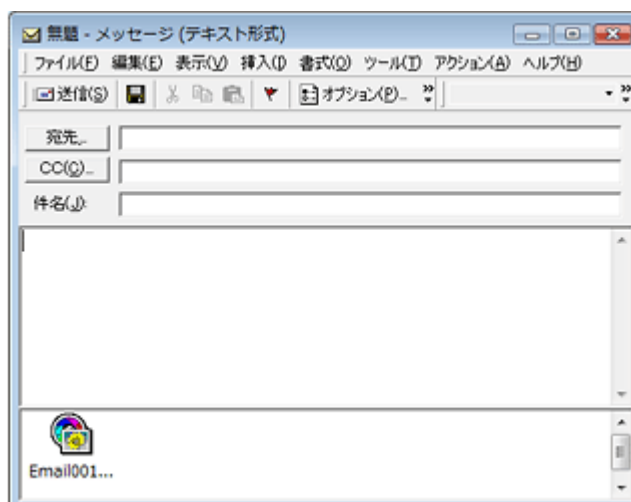 無題 - メッセージ (テキスト形式)
ファイル(F) 編集(E) 表示(V) 挿入(I) 書式(O) ツール(T) アクション(A) ヘルプ(H)
送信(S) オプション(P)...
宛先...
CC(C)...
件名(J):
Email001...